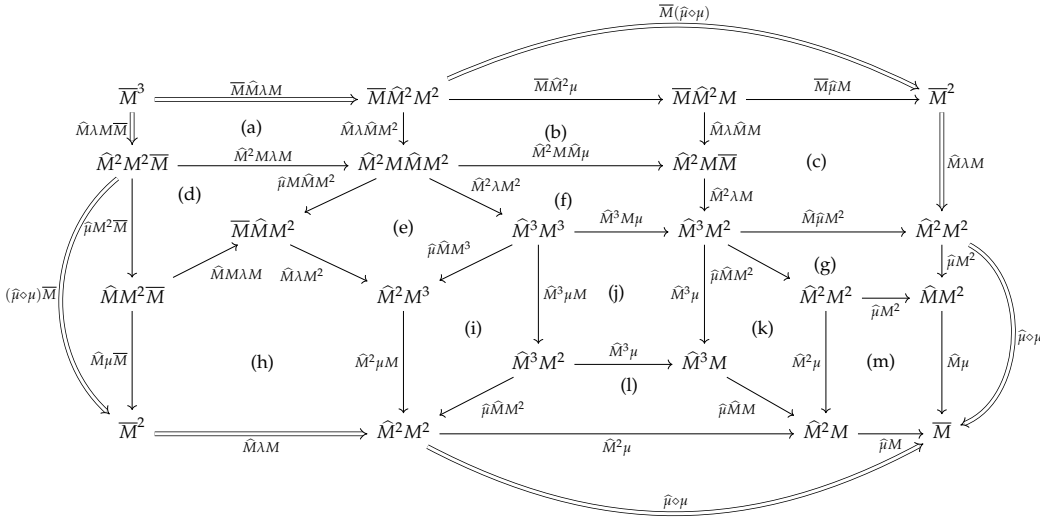 M̅(μ̂⋄μ)
M̅³ M̅M̂λM M̅M̂²M² M̅M̂²μ M̅M̂²M M̅μ̂M M̅²
M̂λMM̅ (a) M̂λM̂M² (b) M̂λM̂M
M̂²M²M̅ M̂²MλM M̂²MM̂M² M̂²MM̂μ M̂²MM̅ (c) M̂λM
(d) μ̂MM̂M² M̂²λM² (f) M̂²λM
μ̂M²M̅ M̅M̂M² (e) M̂³M³ M̂³Mμ M̂³M² M̂μ̂M² M̂²M²
M̂MλM M̂λM² μ̂M̂M³ μ̂M̂M² (g) μ̂M²
(μ̂⋄μ)M̅ M̂M²M̅ M̂²M³ M̂³μM (j) M̂³μ M̂²M² μ̂M² M̂M² μ̂⋄μ
M̂μM̅ (h) M̂²μM (i) M̂³M² M̂³μ M̂³M (k) M̂²μ (m) M̂μ
(l)
μ̂M̂M² μ̂M̂M
M̅² M̂λM M̂²M² M̂²μ M̂²M μ̂M M̅
μ̂⋄μ